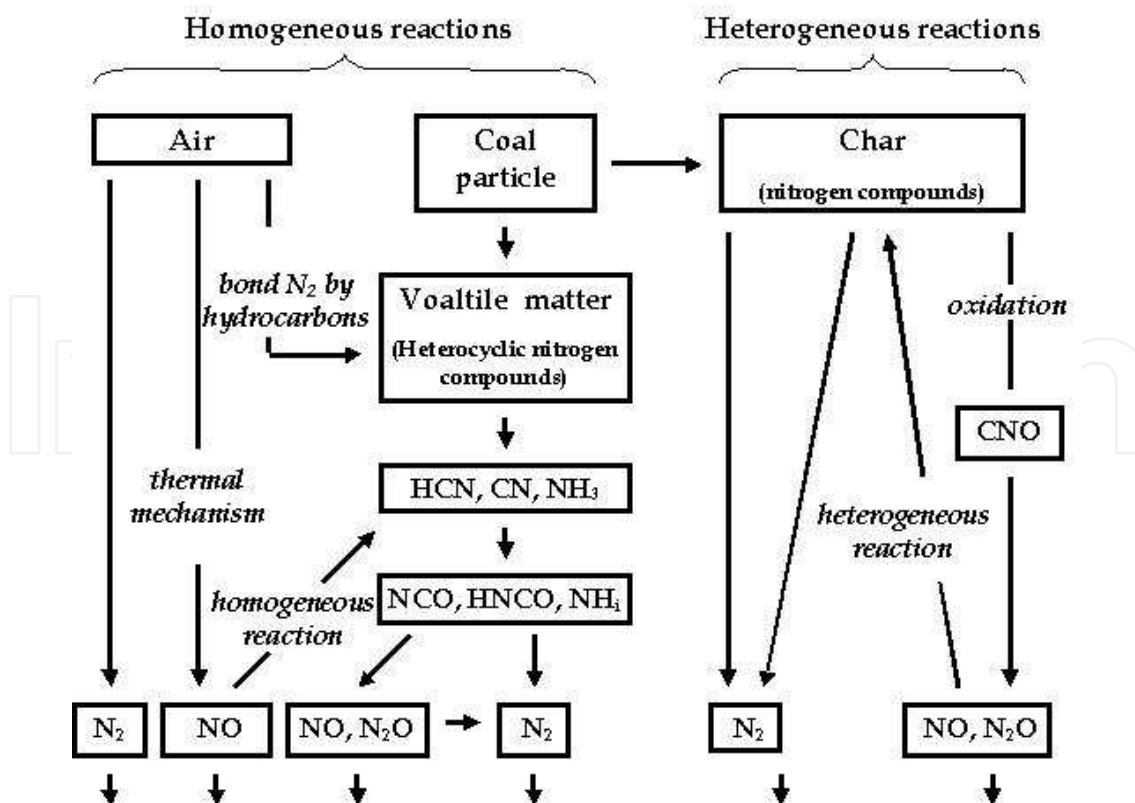 Homogeneous reactions
Heterogeneous reactions
Air
Coal
particle
Char
(nitrogen compounds)
bond N₂ by
hydrocarbons
Voaltile matter
(Heterocyclic nitrogen
compounds)
oxidation
CNO
thermal
mechanism
HCN, CN, NH₃
heterogeneous
reaction
homogeneous
reaction
NCO, HNCO, NHᵢ
N₂
NO
NO, N₂O
N₂
N₂
NO, N₂O